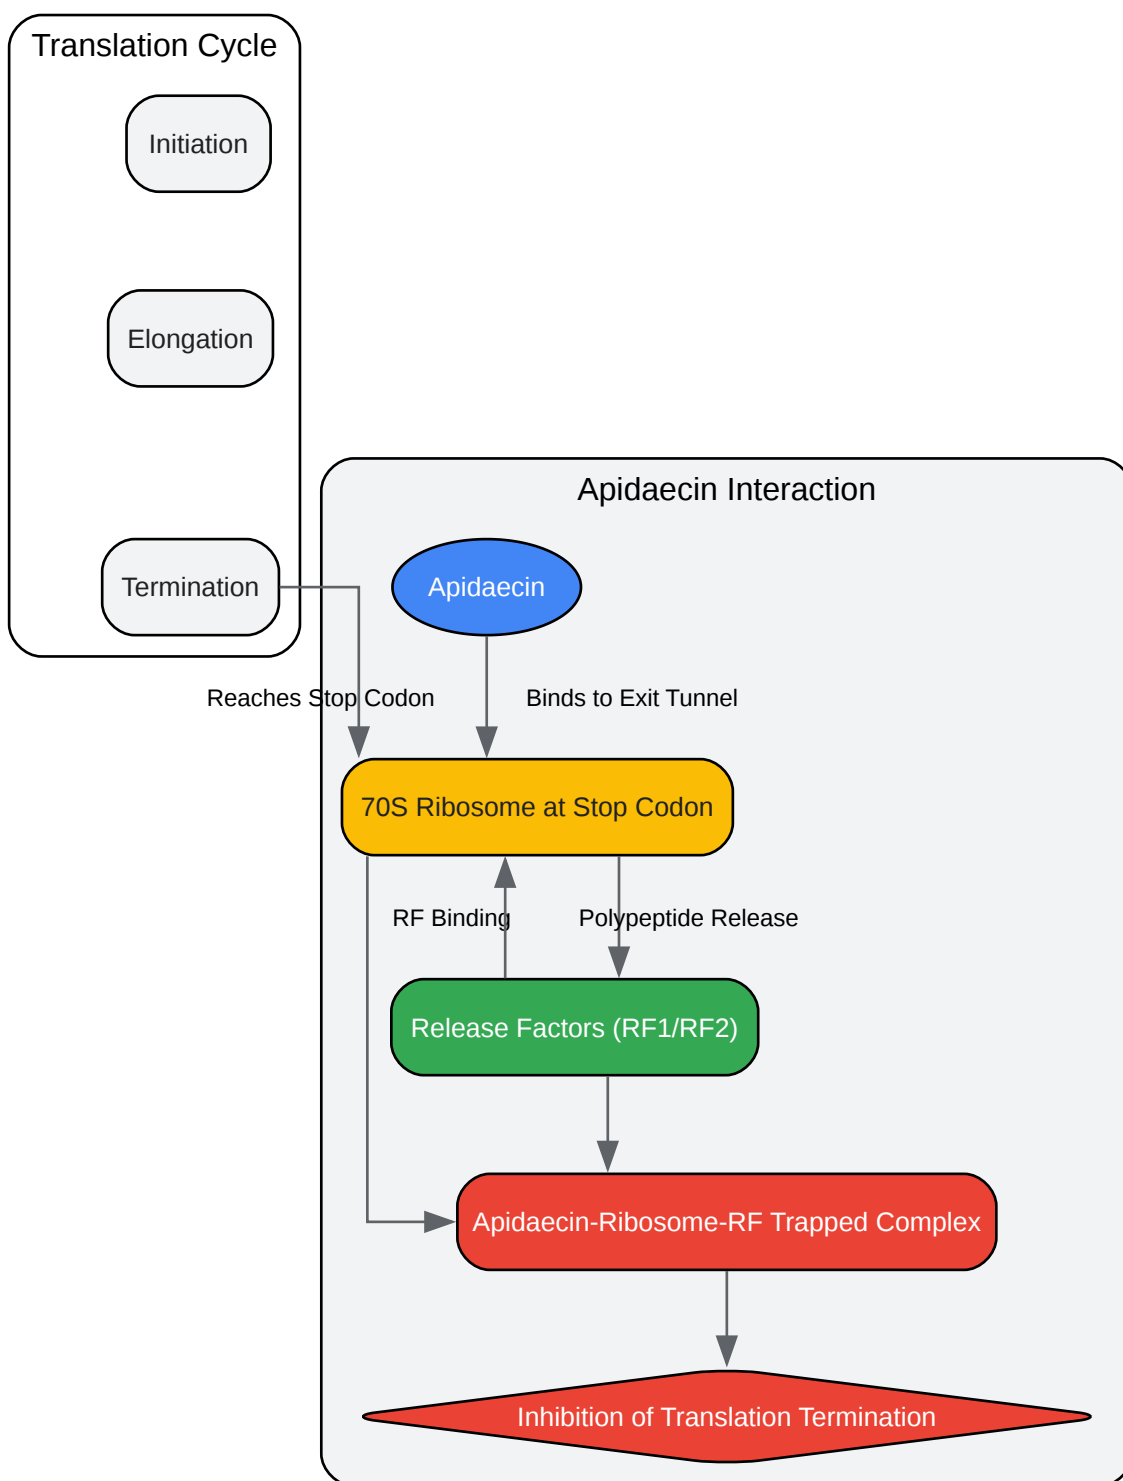 Translation Cycle
Initiation
Elongation
Apidaecin Interaction
Termination
Apidaecin
Reaches Stop Codon
Binds to Exit Tunnel
70S Ribosome at Stop Codon
RF Binding
Polypeptide Release
Release Factors (RF1/RF2)
Apidaecin-Ribosome-RF Trapped Complex
Inhibition of Translation Termination